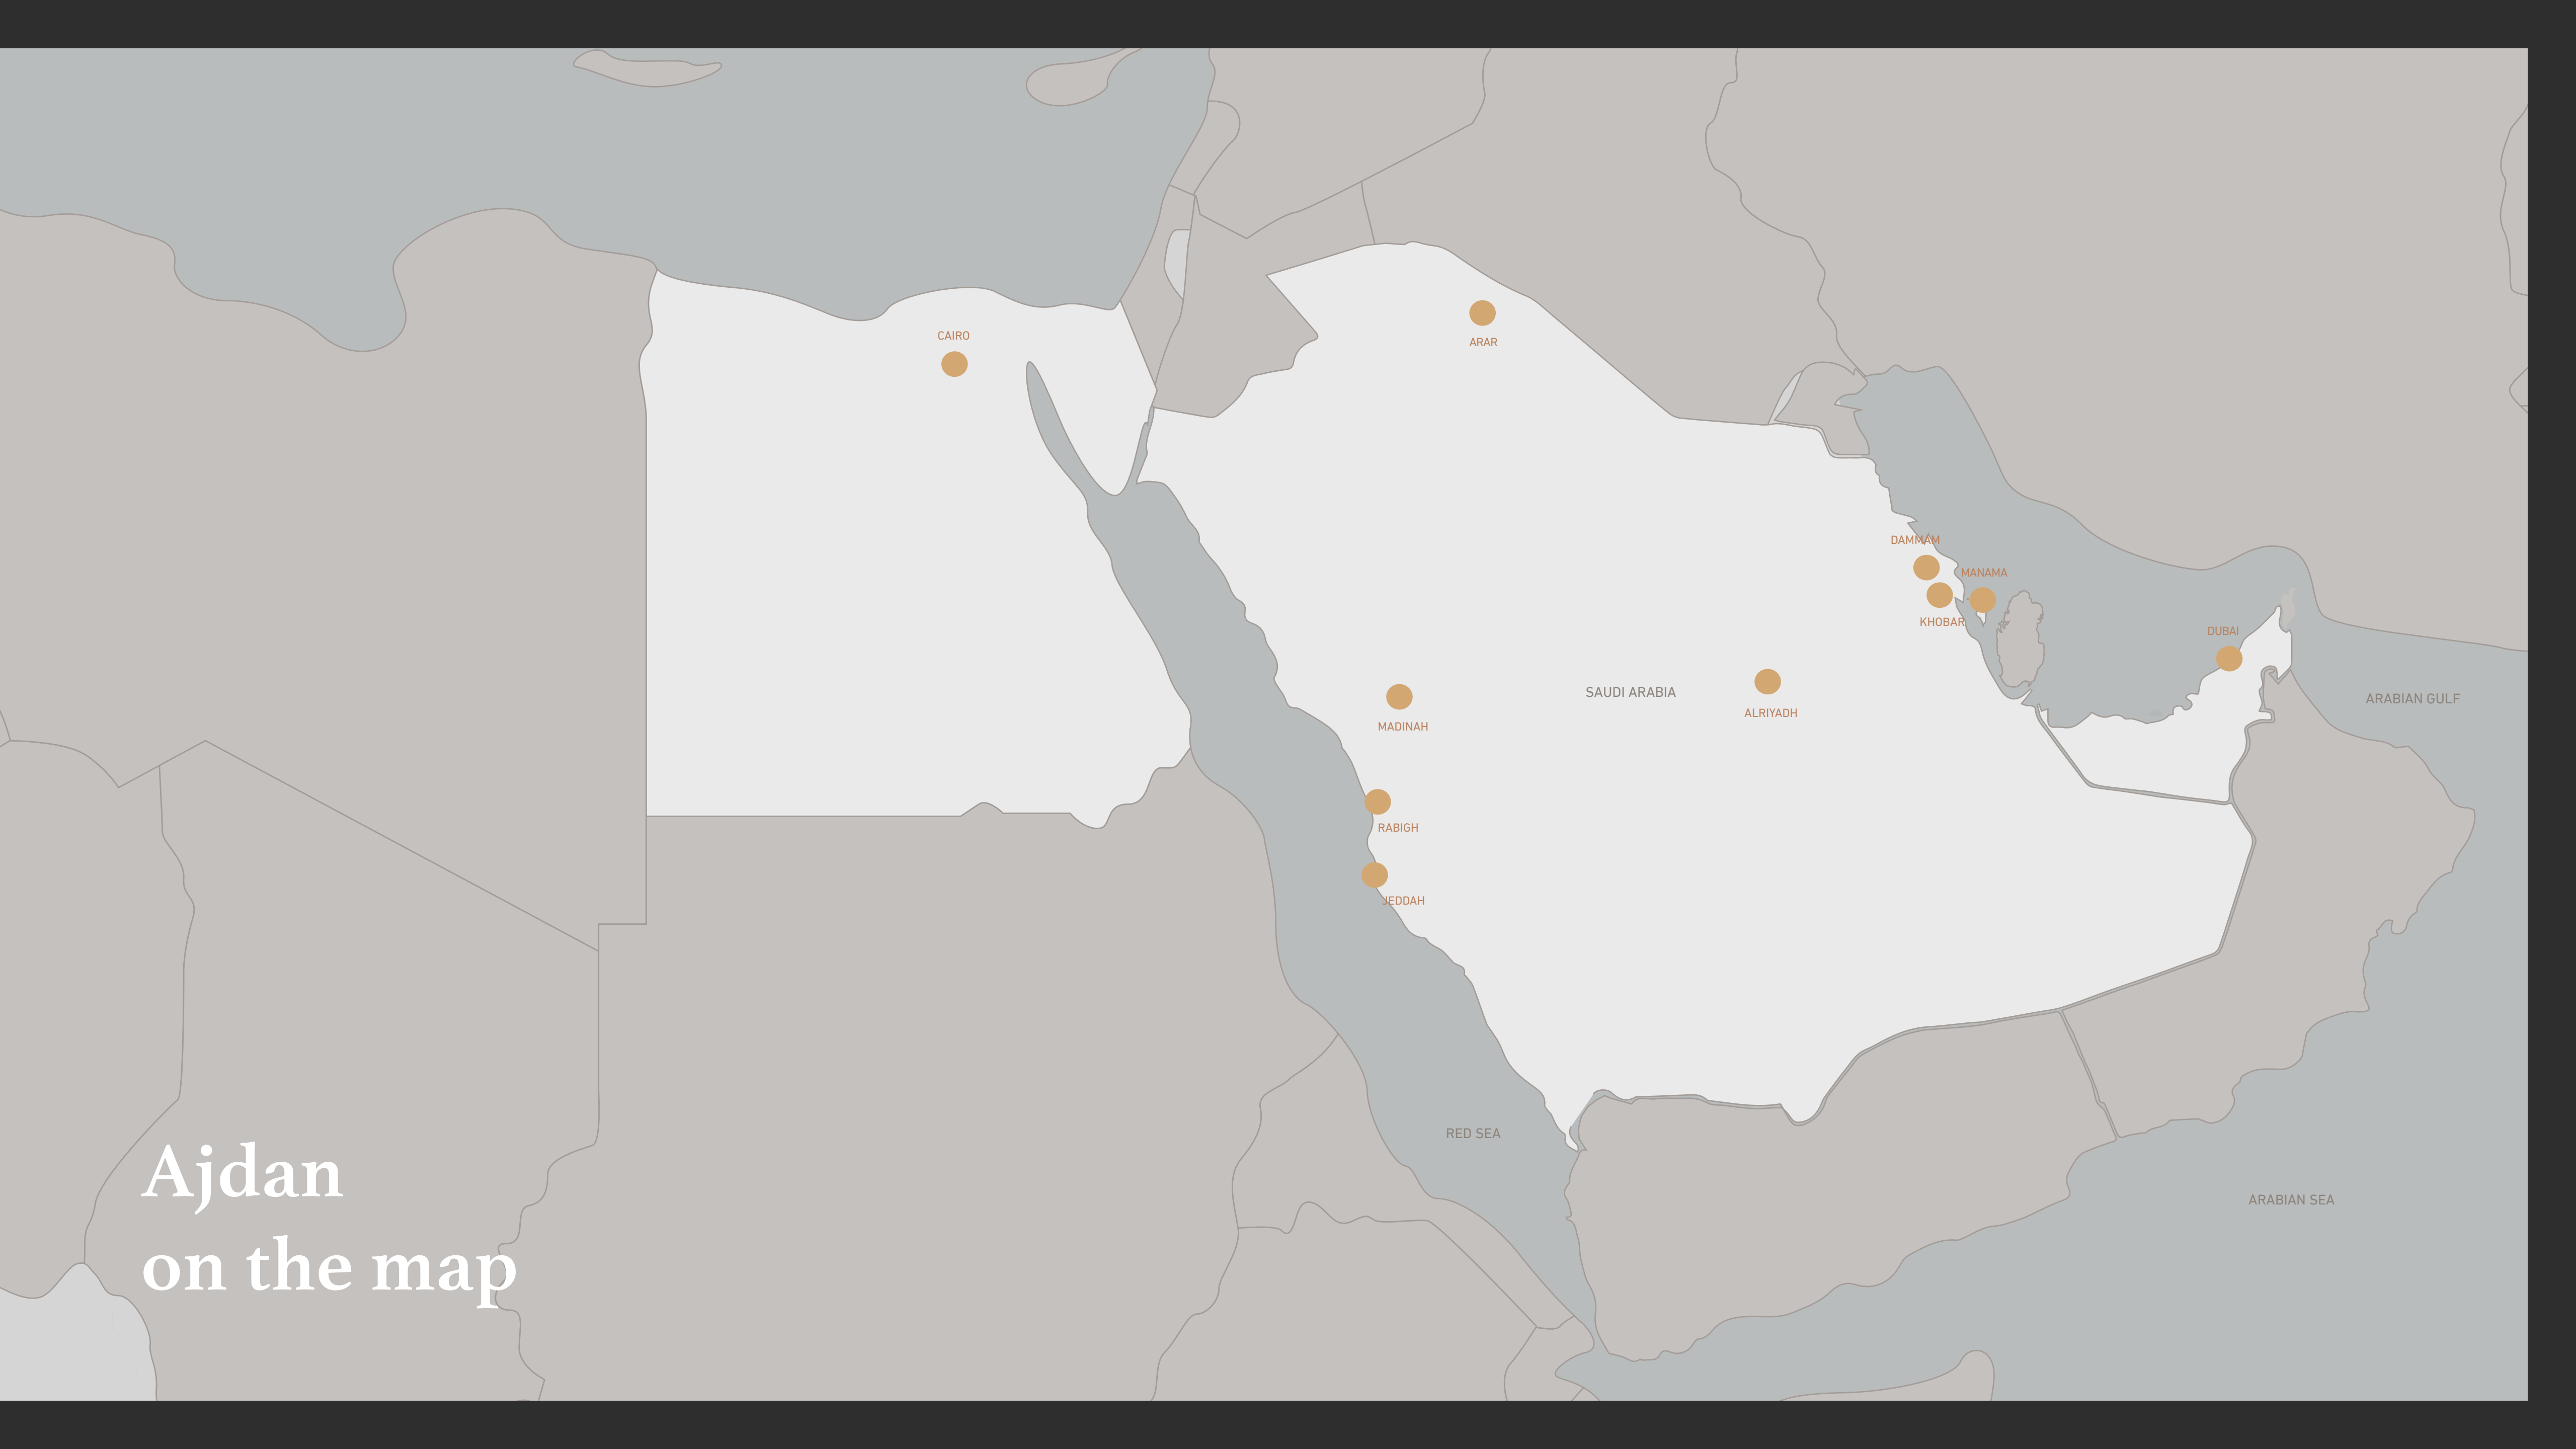 CAIRO
ARAR
DAMMAM
MANAMA
KHOBAR
DUBAI
SAUDI ARABIA
ARABIAN GULF
ALRIYADH
MADINAH
RABIGH
JEDDAH
RED SEA
ARABIAN SEA
Ajdan
on the map